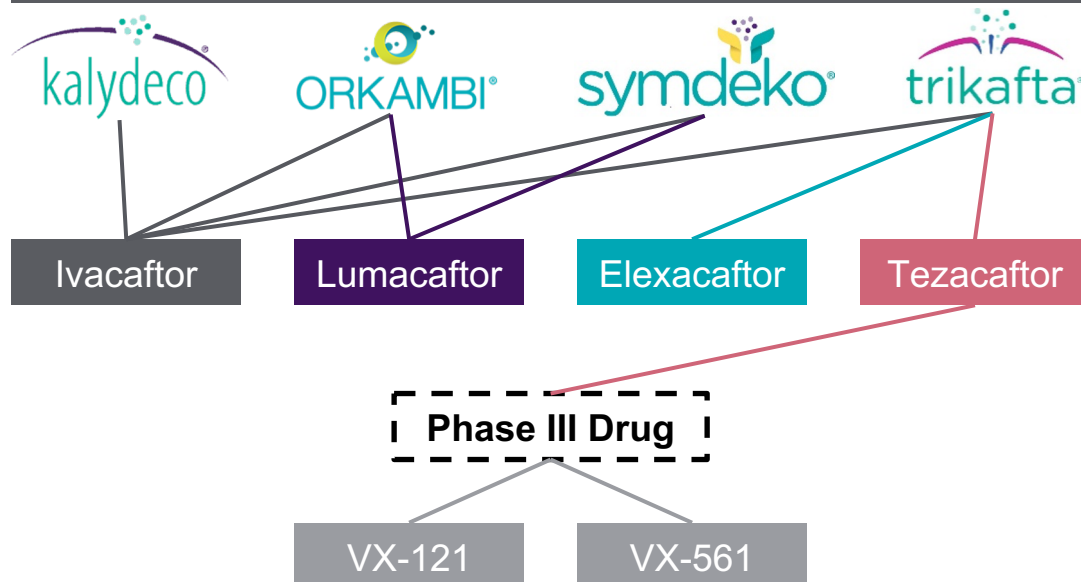 kalydeco®
ORKAMBI®
symdeko®
trikafta®
Ivacaftor
Lumacaftor
Elexacaftor
Tezacaftor
Phase III Drug
VX-121
VX-561